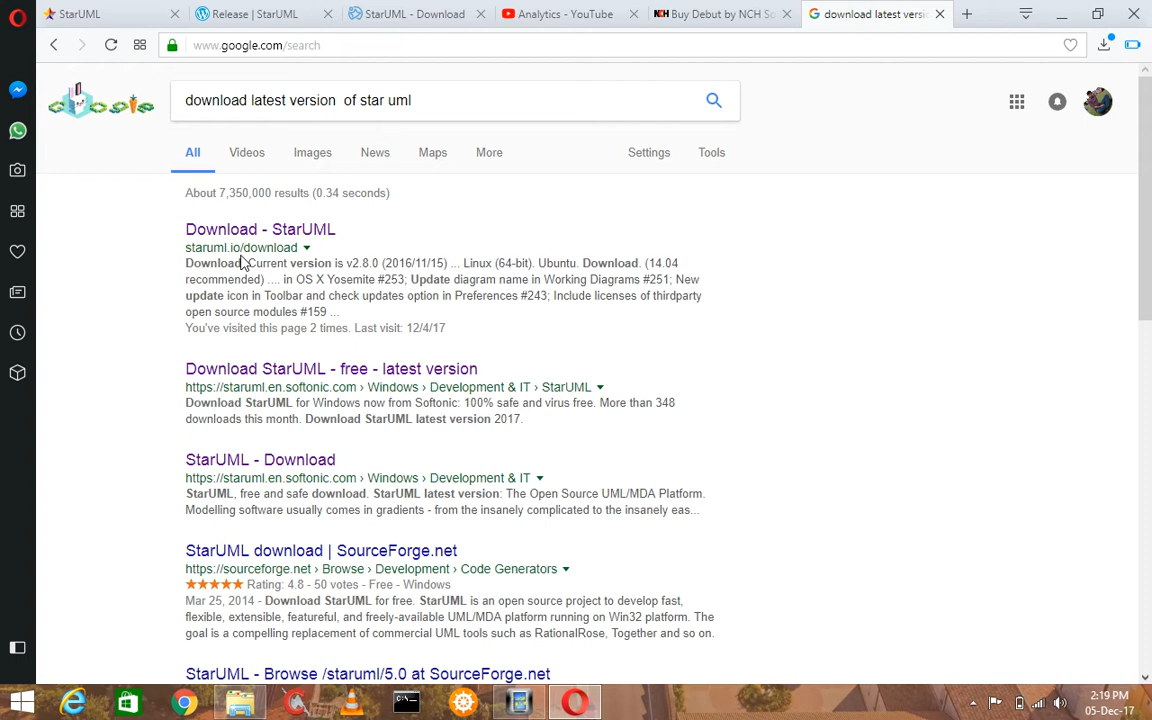 StarUML
Release | StarUML
StarUML - Download
Analytics - YouTube
NCH Buy Debut by NCH So
download latest versi
www.google.com/search
download latest version of star uml
All Videos Images News Maps More Settings Tools
About 7,350,000 results (0.34 seconds)
Download - StarUML
staruml.io/download
Download. Current version is v2.8.0 (2016/11/15) ... Linux (64-bit). Ubuntu. Download. (14.04
recommended) .... in OS X Yosemite #253; Update diagram name in Working Diagrams #251; New
update icon in Toolbar and check updates option in Preferences #243; Include licenses of thirdparty
open source modules #159 ...
You've visited this page 2 times. Last visit: 12/4/17
Download StarUML - free - latest version
https://staruml.en.softonic.com › Windows › Development & IT › StarUML
Download StarUML for Windows now from Softonic: 100% safe and virus free. More than 348
downloads this month. Download StarUML latest version 2017.
StarUML - Download
https://staruml.en.softonic.com › Windows › Development & IT
StarUML, free and safe download. StarUML latest version: The Open Source UML/MDA Platform.
Modelling software usually comes in gradients - from the insanely complicated to the insanely eas...
StarUML download | SourceForge.net
https://sourceforge.net › Browse › Development › Code Generators
Rating: 4.8 - 50 votes - Free - Windows
Mar 25, 2014 - Download StarUML for free. StarUML is an open source project to develop fast,
flexible, extensible, featureful, and freely-available UML/MDA platform running on Win32 platform. The
goal is a compelling replacement of commercial UML tools such as RationalRose, Together and so on.
StarUML - Browse /staruml/5.0 at SourceForge.net
2:19 PM
05-Dec-17